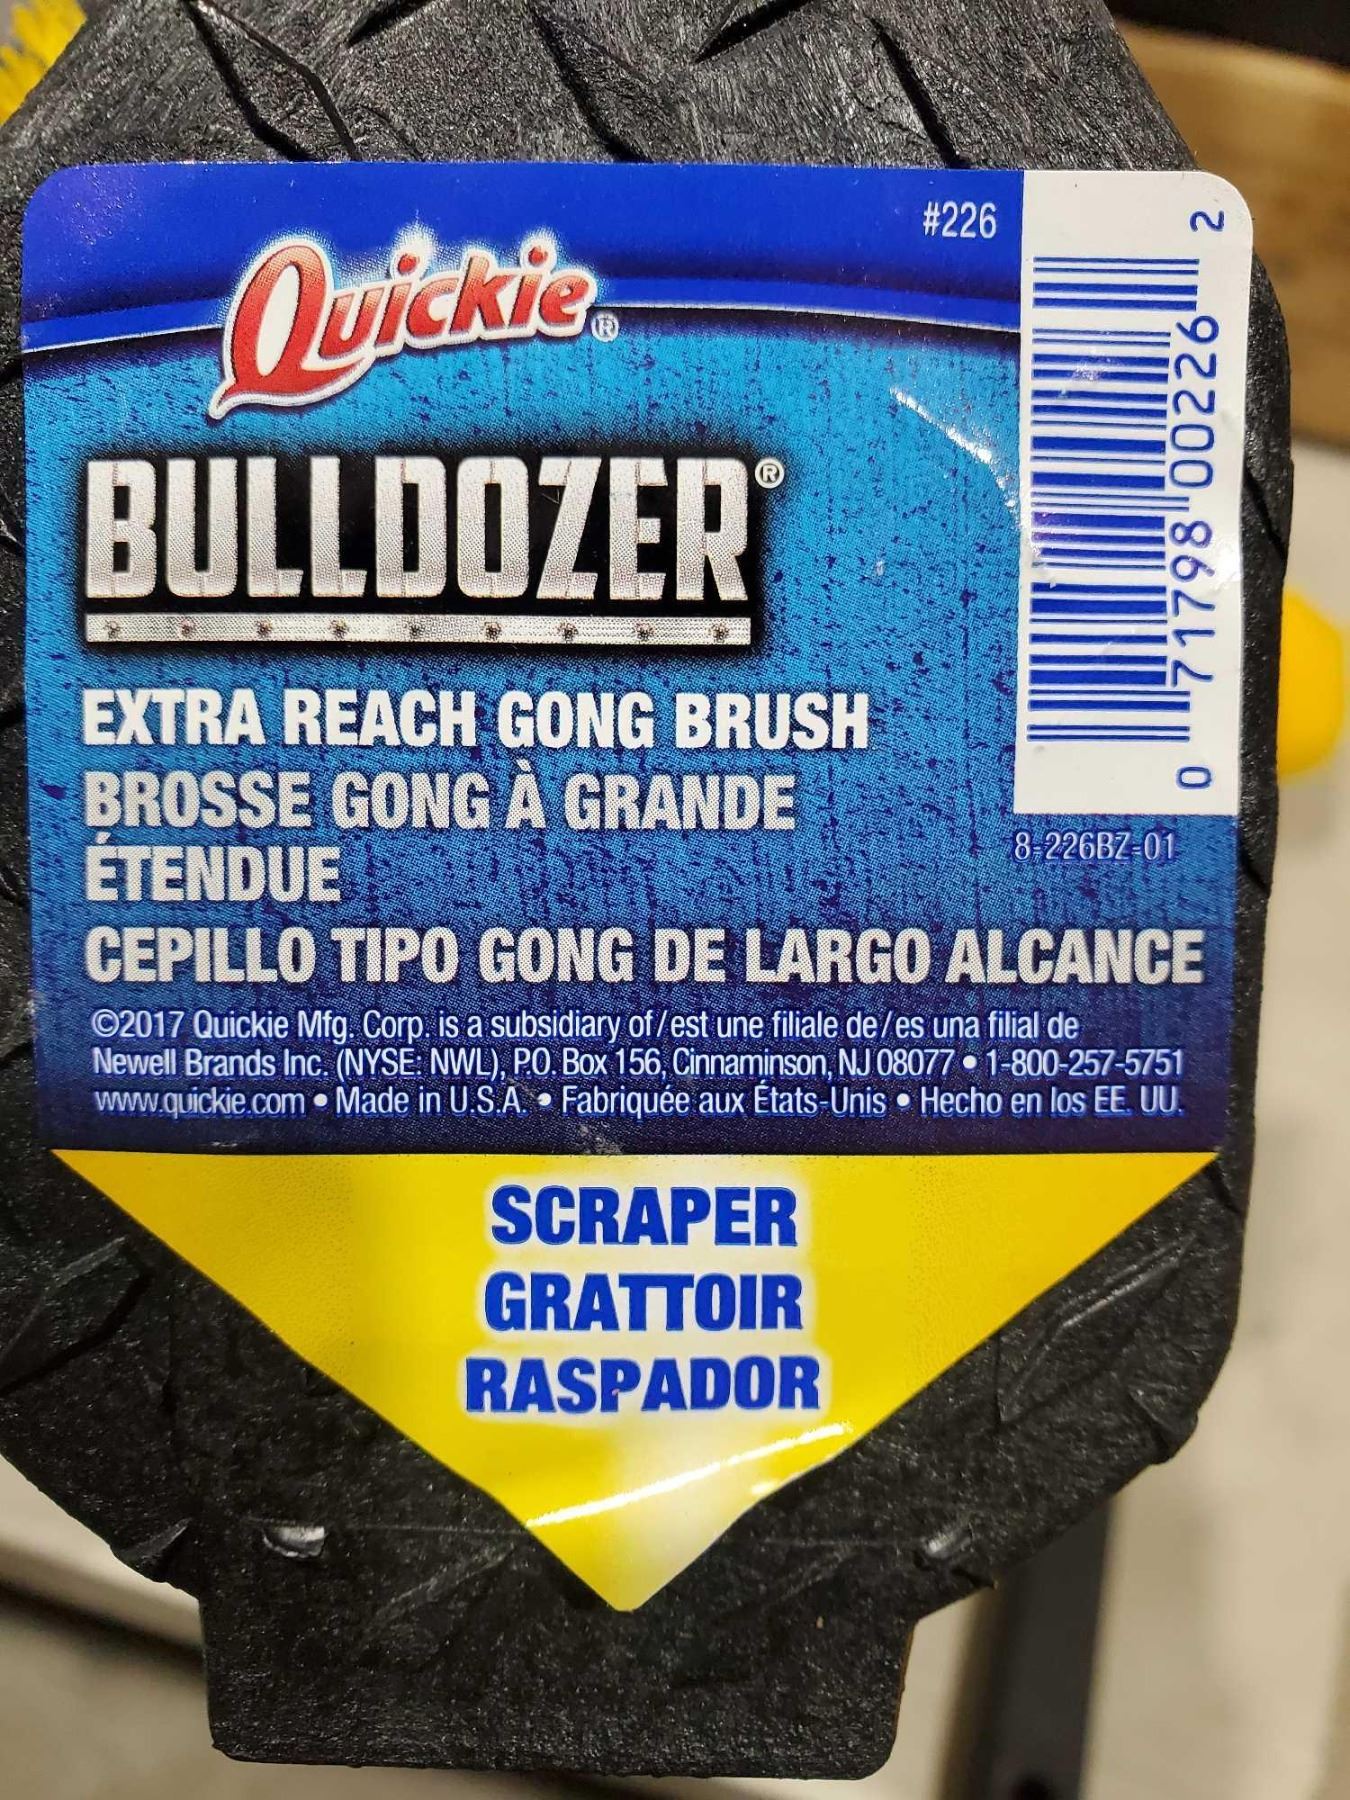 #226
Quickie®
BULLDOZER®
EXTRA REACH GONG BRUSH
BROSSE GONG À GRANDE
ÉTENDUE
CEPILLO TIPO GONG DE LARGO ALCANCE
©2017 Quickie Mfg. Corp. is a subsidiary of/est une filiale de/es una filial de
Newell Brands Inc. (NYSE: NWL), P.O. Box 156, Cinnaminson, NJ 08077 • 1-800-257-5751
www.quickie.com • Made in U.S.A. • Fabriquée aux États-Unis • Hecho en los EE. UU.
0 71798 00226 2
8-226BZ-01
SCRAPER
GRATTOIR
RASPADOR